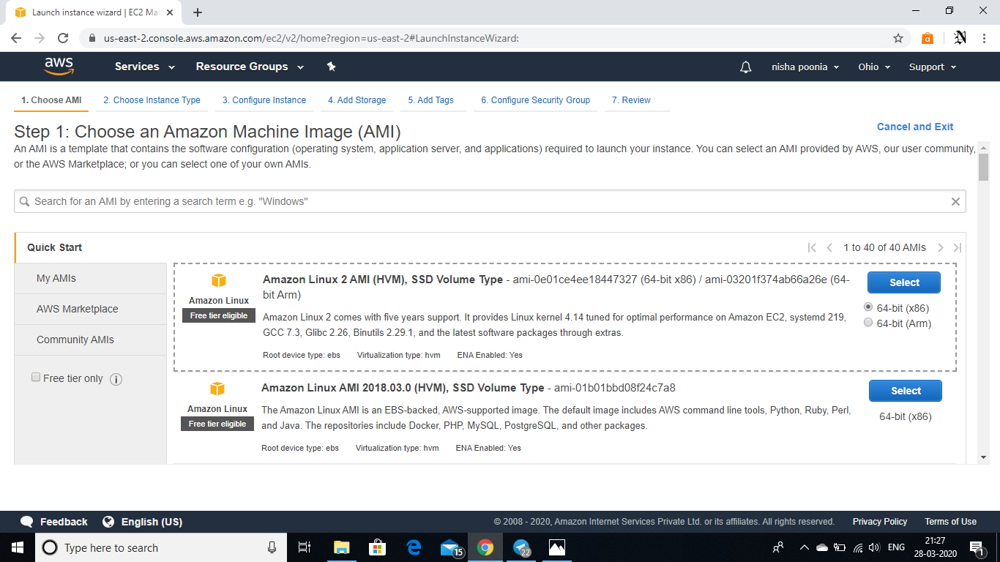 Launch instance wizard | EC2 Mar
us-east-2.console.aws.amazon.com/ec2/v2/home?region=us-east-2#LaunchInstanceWizard:
aws
Services
Resource Groups
nisha poonia
Ohio
Support
1. Choose AMI
2. Choose Instance Type
3. Configure Instance
4. Add Storage
5. Add Tags
6. Configure Security Group
7. Review
Step 1: Choose an Amazon Machine Image (AMI)
Cancel and Exit
An AMI is a template that contains the software configuration (operating system, application server, and applications) required to launch your instance. You can select an AMI provided by AWS, our user community,
or the AWS Marketplace; or you can select one of your own AMIs.
Search for an AMI by entering a search term e.g. "Windows"
Quick Start
1 to 40 of 40 AMIs
My AMIs
AWS Marketplace
Community AMIs
Free tier only
Amazon Linux
Free tier eligible
Amazon Linux 2 AMI (HVM), SSD Volume Type - ami-0e01ce4ee18447327 (64-bit x86) / ami-03201f374ab66a26e (64-
bit Arm)
Amazon Linux 2 comes with five years support. It provides Linux kernel 4.14 tuned for optimal performance on Amazon EC2, systemd 219,
GCC 7.3, Glibc 2.26, Binutils 2.29.1, and the latest software packages through extras.
Root device type: ebs
Virtualization type: hvm
ENA Enabled: Yes
Select
64-bit (x86)
64-bit (Arm)
Amazon Linux
Free tier eligible
Amazon Linux AMI 2018.03.0 (HVM), SSD Volume Type - ami-01b01bbd08f24c7a8
The Amazon Linux AMI is an EBS-backed, AWS-supported image. The default image includes AWS command line tools, Python, Ruby, Perl,
and Java. The repositories include Docker, PHP, MySQL, PostgreSQL, and other packages.
Root device type: ebs
Virtualization type: hvm
ENA Enabled: Yes
Select
64-bit (x86)
Feedback
English (US)
© 2008 - 2020, Amazon Internet Services Private Ltd. or its affiliates. All rights reserved.
Privacy Policy
Terms of Use
Type here to search
15
22
ENG
21:27
28-03-2020
1